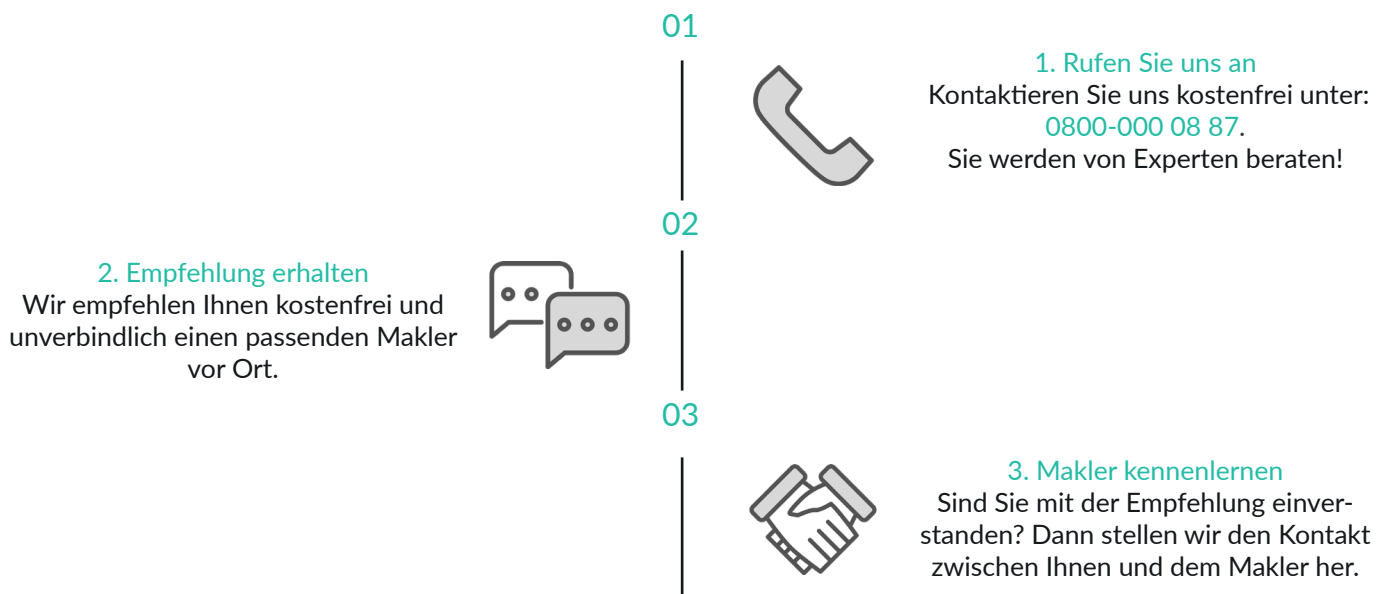 01
1. Rufen Sie uns an
Kontaktieren Sie uns kostenfrei unter:
0800-000 08 87.
Sie werden von Experten beraten!
02
2. Empfehlung erhalten
Wir empfehlen Ihnen kostenfrei und
unverbindlich einen passenden Makler
vor Ort.
03
3. Makler kennenlernen
Sind Sie mit der Empfehlung einver-
standen? Dann stellen wir den Kontakt
zwischen Ihnen und dem Makler her.